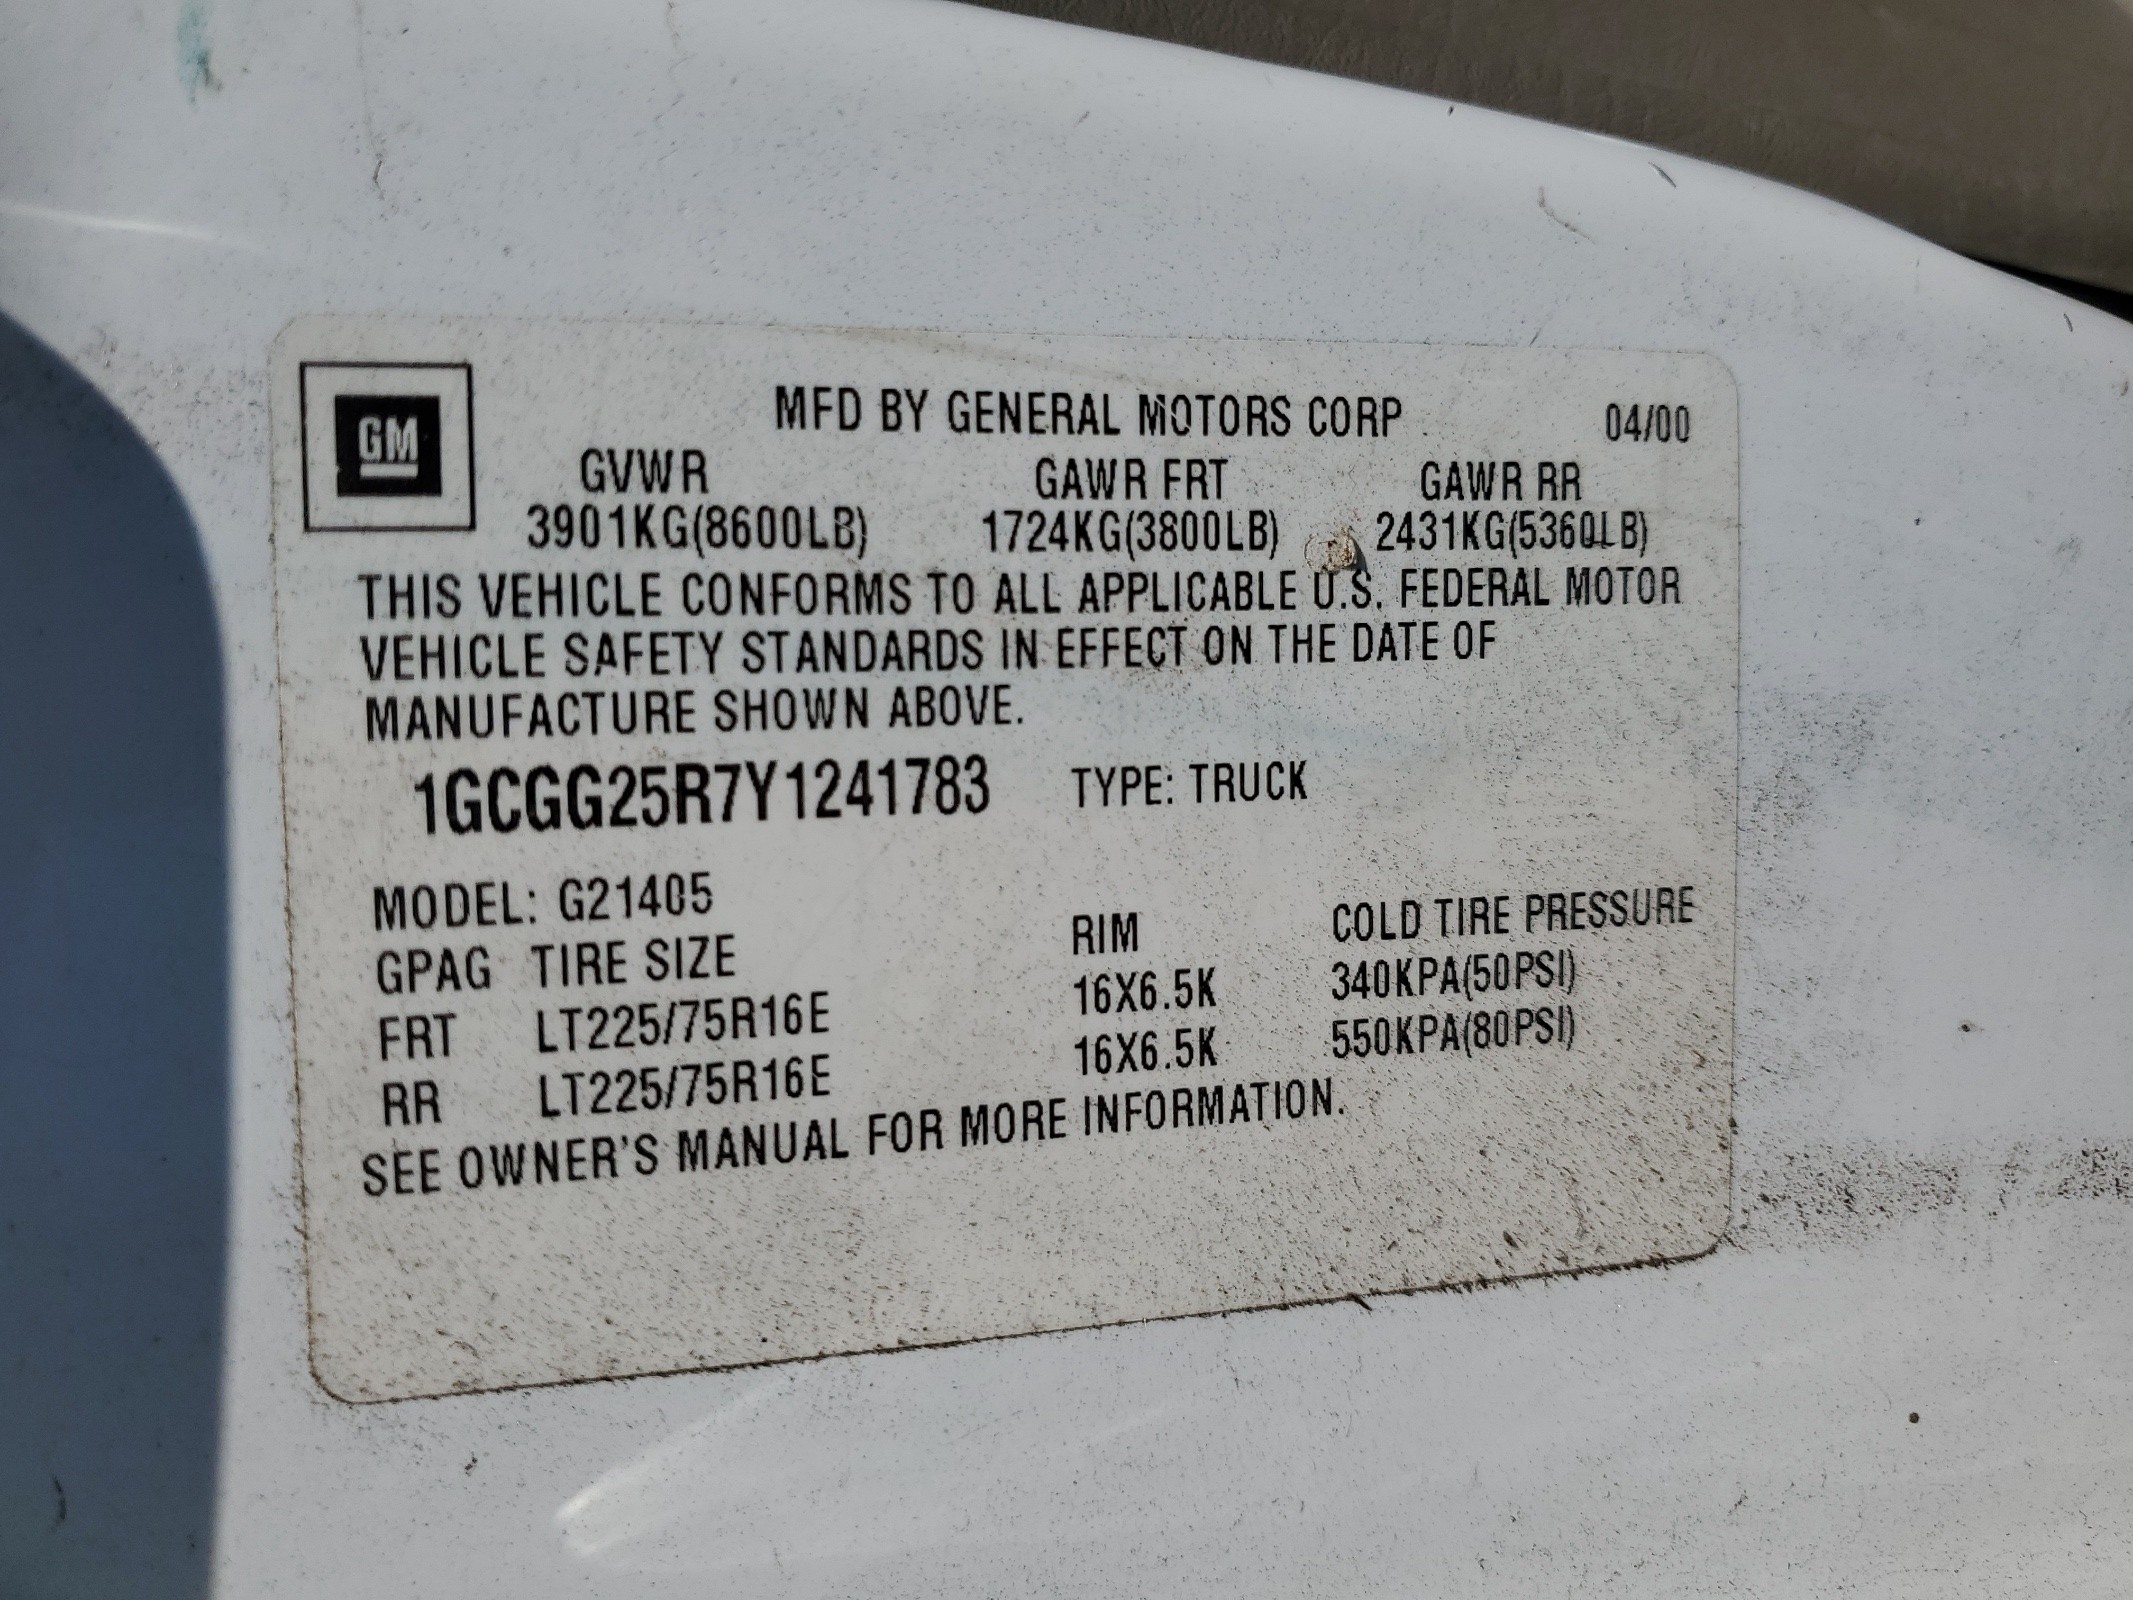 GM
MFD BY GENERAL MOTORS CORP 04/00
GVWR GAWR FRT GAWR RR
3901KG(8600LB) 1724KG(3800LB) 2431KG(5360LB)
THIS VEHICLE CONFORMS TO ALL APPLICABLE U.S. FEDERAL MOTOR
VEHICLE SAFETY STANDARDS IN EFFECT ON THE DATE OF
MANUFACTURE SHOWN ABOVE.
1GCGG25R7Y1241783 TYPE: TRUCK
MODEL: G21405
GPAG TIRE SIZE RIM COLD TIRE PRESSURE
FRT LT225/75R16E 16X6.5K 340KPA(50PSI)
RR LT225/75R16E 16X6.5K 550KPA(80PSI)
SEE OWNER'S MANUAL FOR MORE INFORMATION.